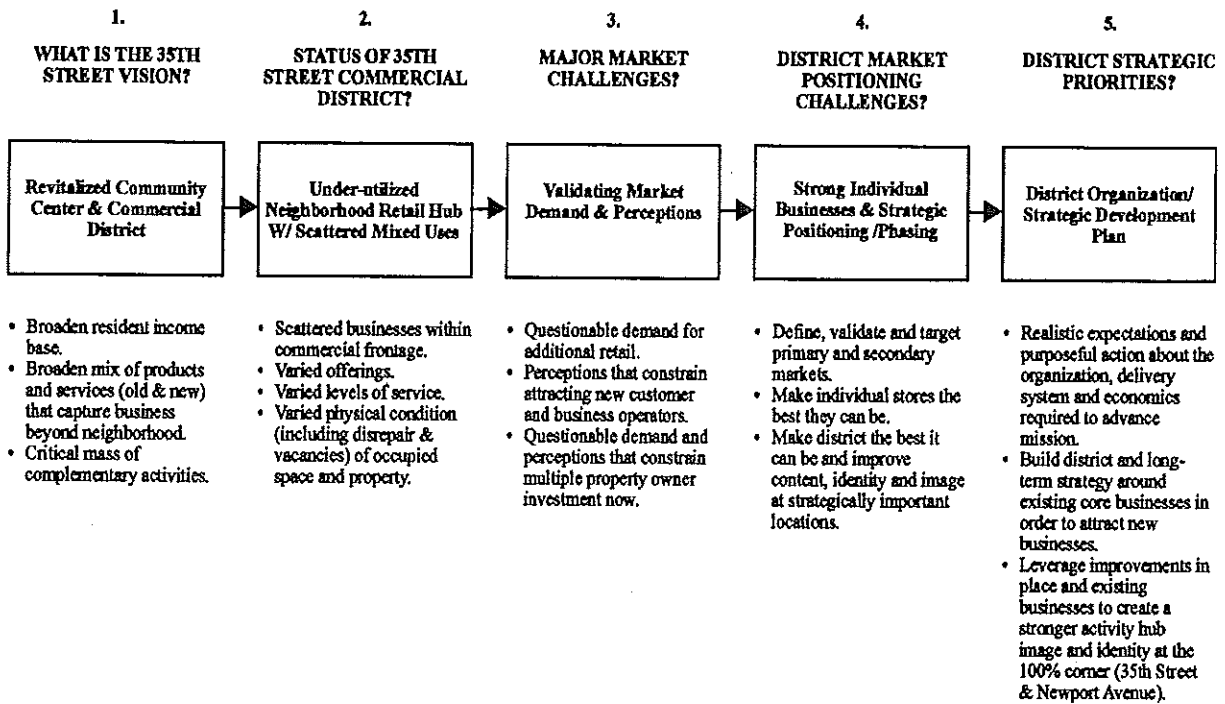 1.
WHAT IS THE 35TH
STREET VISION?
2.
STATUS OF 35TH
STREET COMMERCIAL
DISTRICT?
3.
MAJOR MARKET
CHALLENGES?
4.
DISTRICT MARKET
POSITIONING
CHALLENGES?
5.
DISTRICT STRATEGIC
PRIORITIES?
Revitalized Community
Center & Commercial
District
Under-utilized
Neighborhood Retail Hub
W/ Scattered Mixed Uses
Validating Market
Demand & Perceptions
Strong Individual
Businesses & Strategic
Positioning /Phasing
District Organization/
Strategic Development
Plan
• Broaden resident income
base.
• Broaden mix of products
and services (old & new)
that capture business
beyond neighborhood.
• Critical mass of
complementary activities.
• Scattered businesses within
commercial frontage.
• Varied offerings.
• Varied levels of service.
• Varied physical condition
(including disrepair &
vacancies) of occupied
space and property.
• Questionable demand for
additional retail.
• Perceptions that constrain
attracting new customer
and business operators.
• Questionable demand and
perceptions that constrain
multiple property owner
investment now.
• Define, validate and target
primary and secondary
markets.
• Make individual stores the
best they can be.
• Make district the best it
can be and improve
content, identity and image
at strategically important
locations.
• Realistic expectations and
purposeful action about the
organization, delivery
system and economics
required to advance
mission.
• Build district and long-
term strategy around
existing core businesses in
order to attract new
businesses.
• Leverage improvements in
place and existing
businesses to create a
stronger activity hub
image and identity at the
100% corner (35th Street
& Newport Avenue).